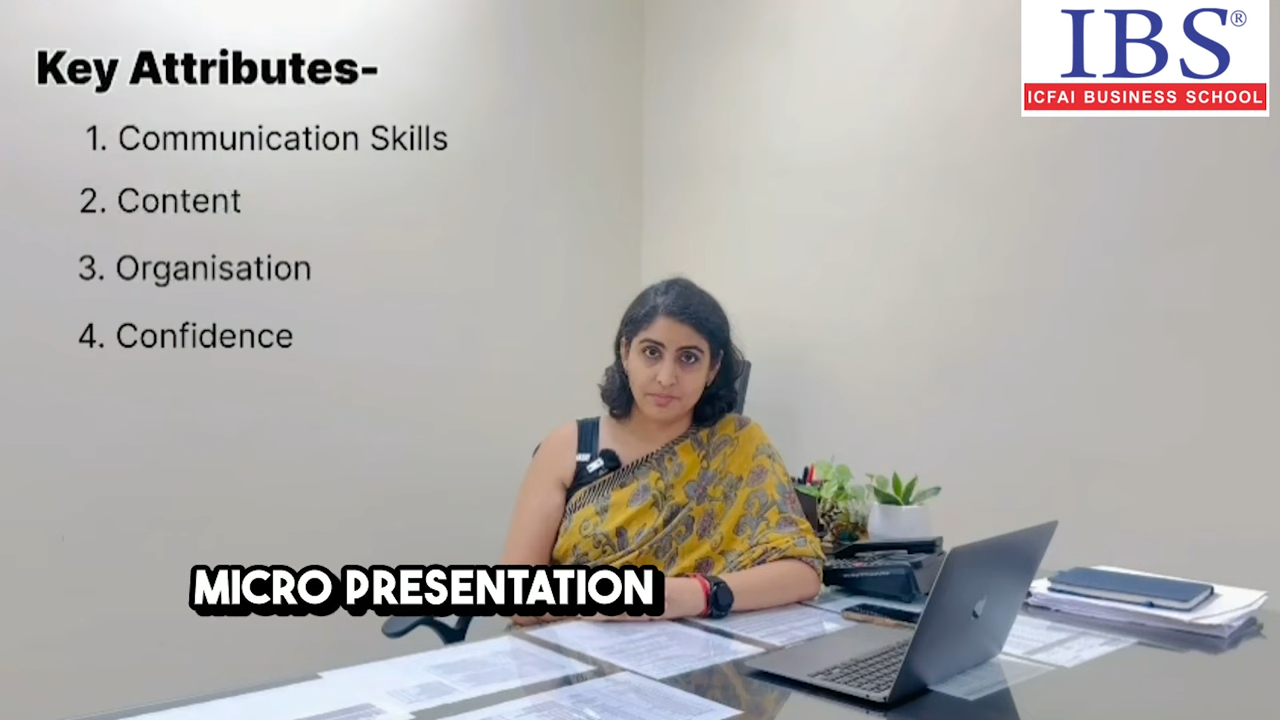 Key Attributes-
1. Communication Skills
2. Content
3. Organisation
4. Confidence
IBS®
ICFAI BUSINESS SCHOOL
MICRO PRESENTATION